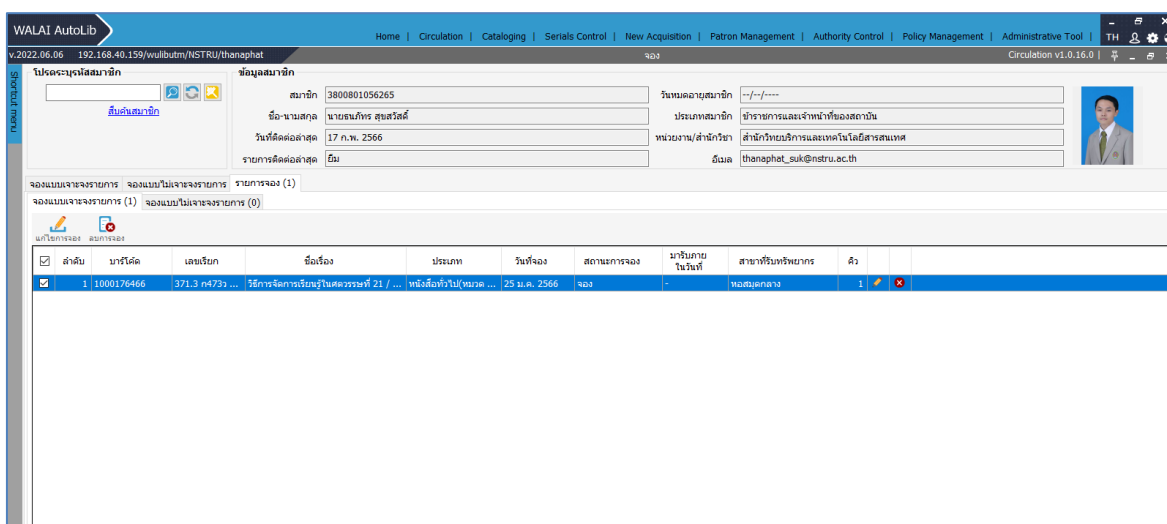 WALAI AutoLib
Home | Circulation | Cataloging | Serials Control | New Acquisition | Patron Management | Authority Control | Policy Management | Administrative Tool | TH
v.2022.06.06 192.168.40.159/wulibutm/NSTRU/thanaphat จอง Circulation v1.0.16.0 |
Shortcut menu
โปรดระบุรหัสสมาชิก
สืบค้นสมาชิก
ข้อมูลสมาชิก
สมาชิก 3800801056265 วันหมดอายุสมาชิก --/--/----
ชื่อ-นามสกุล นายธนภัทร สุขสวัสดิ์ ประเภทสมาชิก ข้าราชการและเจ้าหน้าที่ของสถาบัน
วันที่ติดต่อล่าสุด 17 ก.พ. 2566 หน่วยงาน/สำนักวิชา สำนักวิทยบริการและเทคโนโลยีสารสนเทศ
รายการติดต่อล่าสุด ยืม อีเมล thanaphat_suk@nstru.ac.th
จองแบบเจาะจงรายการ จองแบบไม่เจาะจงรายการ รายการจอง (1)
จองแบบเจาะจงรายการ (1) จองแบบไม่เจาะจงรายการ (0)
แก้ไขการจอง ลบการจอง
ลำดับ บาร์โค้ด เลขเรียก ชื่อเรื่อง ประเภท วันที่จอง สถานะการจอง มารับภายในวันที่ สาขาที่รับทรัพยากร คิว
1 1000176466 371.3 ก473ว ... วิธีการจัดการเรียนรู้ในศตวรรษที่ 21 / ... หนังสือทั่วไป(หมวด ... 25 ม.ค. 2566 จอง - หอสมุดกลาง 1